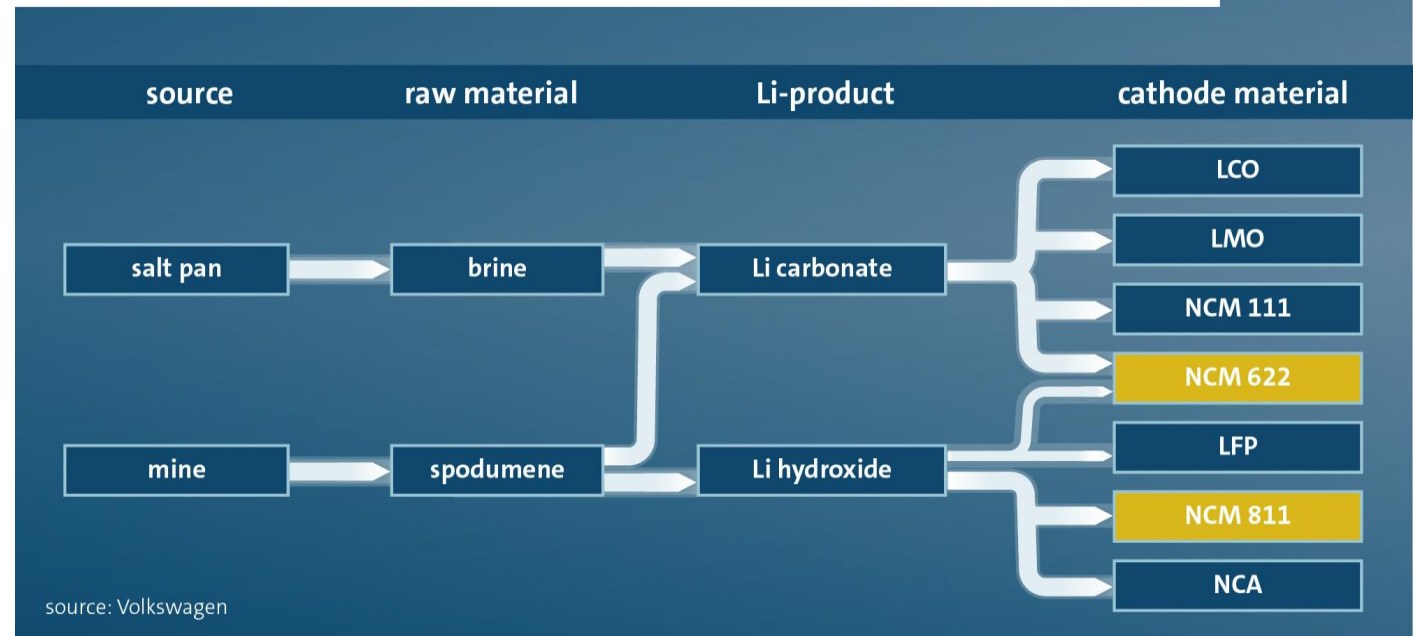 source raw material Li-product cathode material
LCO
LMO
salt pan brine Li carbonate
NCM 111
NCM 622
LFP
mine spodumene Li hydroxide
NCM 811
NCA
source: Volkswagen